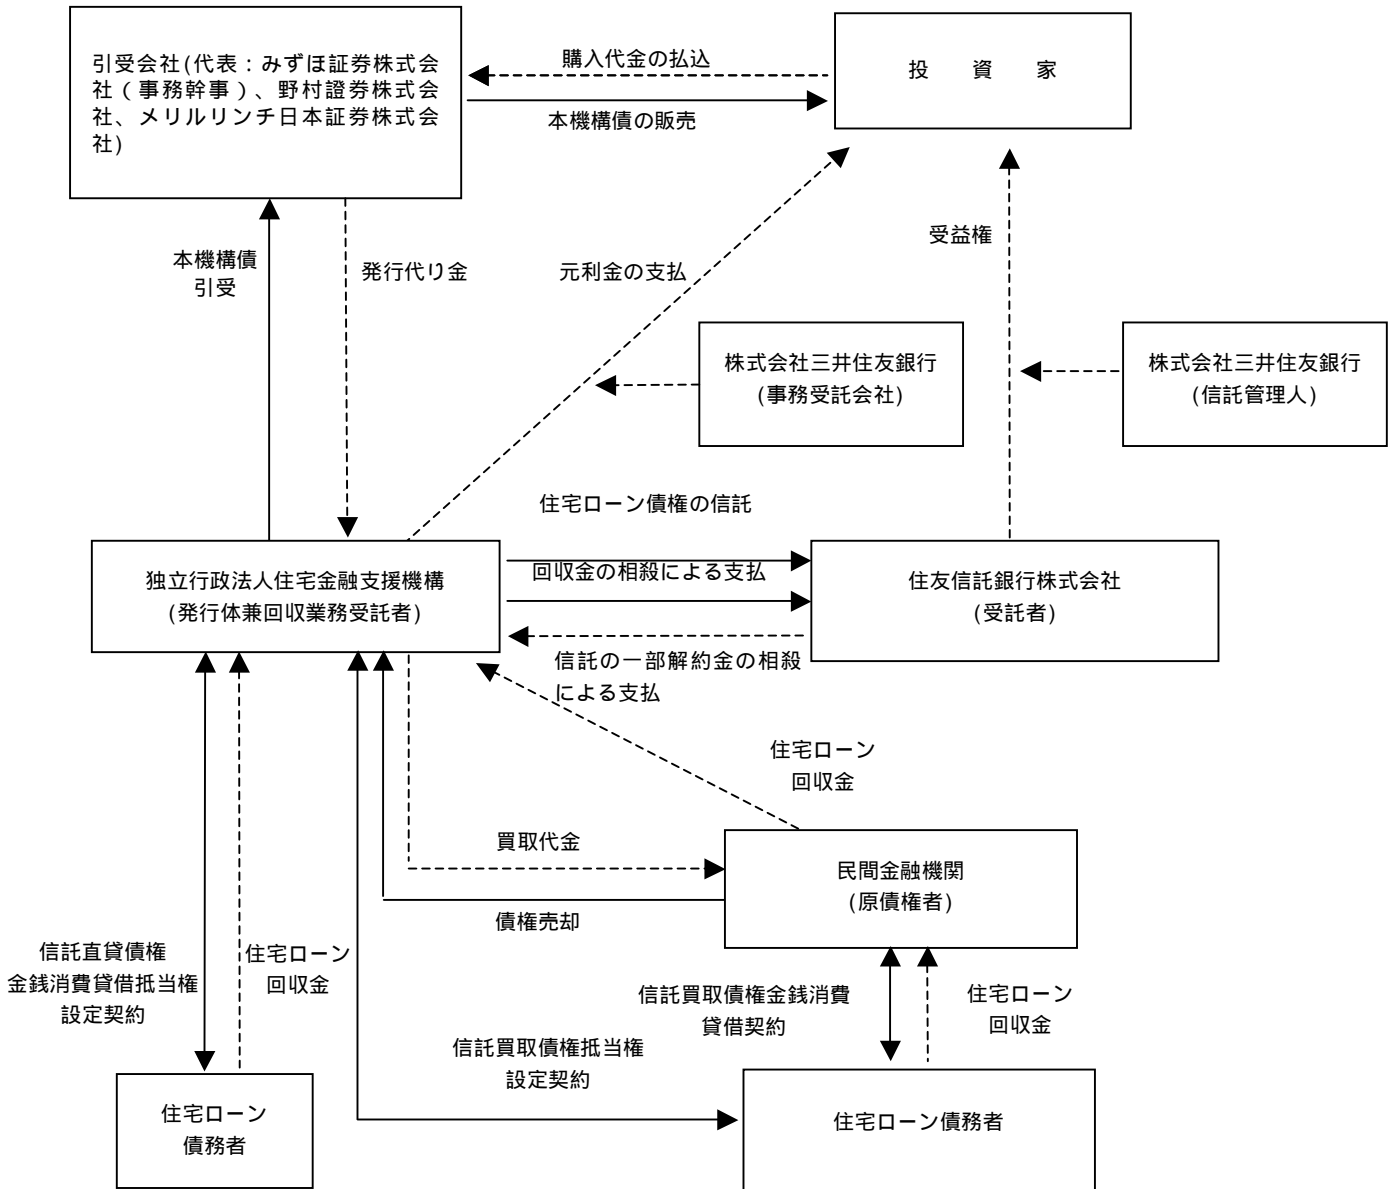 引受会社(代表：みずほ証券株式会
社（事務幹事）、野村證券株式会
社、メリルリンチ日本証券株式会
社)
購入代金の払込
本機構債の販売
投　資　家
本機構債
引受
発行代り金
元利金の支払
受益権
株式会社三井住友銀行
(事務受託会社)
株式会社三井住友銀行
(信託管理人)
住宅ローン債権の信託
独立行政法人住宅金融支援機構
(発行体兼回収業務受託者)
回収金の相殺による支払
住友信託銀行株式会社
(受託者)
信託の一部解約金の相殺
による支払
住宅ローン
回収金
買取代金
民間金融機関
(原債権者)
債権売却
信託直貸債権
金銭消費貸借抵当権
設定契約
住宅ローン
回収金
信託買取債権金銭消費
貸借契約
住宅ローン
回収金
信託買取債権抵当権
設定契約
住宅ローン
債務者
住宅ローン債務者